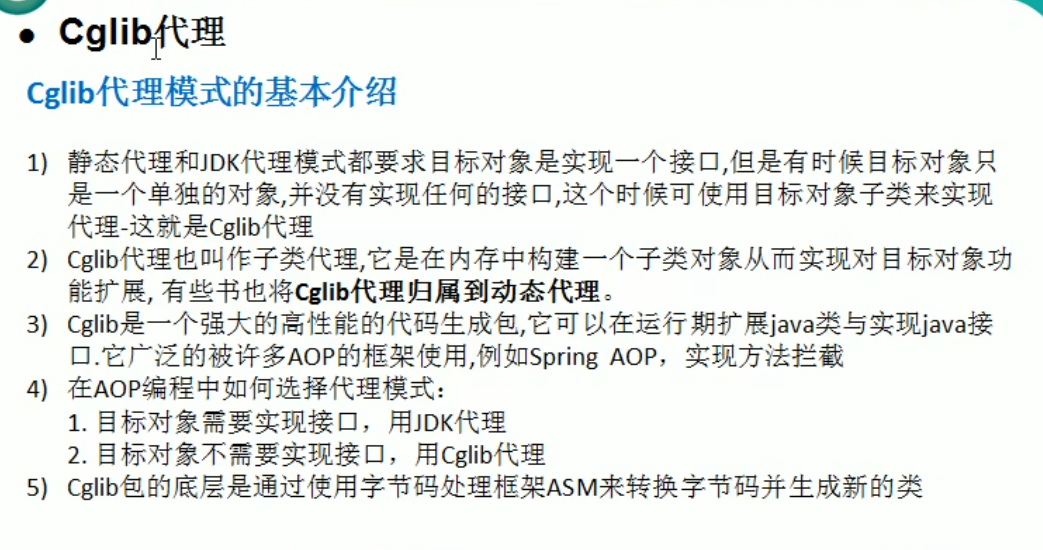 • Cglib代理
Cglib代理模式的基本介绍
1) 静态代理和JDK代理模式都要求目标对象是实现一个接口,但是有时候目标对象只
是一个单独的对象,并没有实现任何的接口,这个时候可使用目标对象子类来实现
代理-这就是Cglib代理
2) Cglib代理也叫作子类代理,它是在内存中构建一个子类对象从而实现对目标对象功
能扩展, 有些书也将Cglib代理归属到动态代理。
3) Cglib是一个强大的高性能的代码生成包,它可以在运行期扩展java类与实现java接
口.它广泛的被许多AOP的框架使用,例如Spring AOP，实现方法拦截
4) 在AOP编程中如何选择代理模式：
1. 目标对象需要实现接口，用JDK代理
2. 目标对象不需要实现接口，用Cglib代理
5) Cglib包的底层是通过使用字节码处理框架ASM来转换字节码并生成新的类